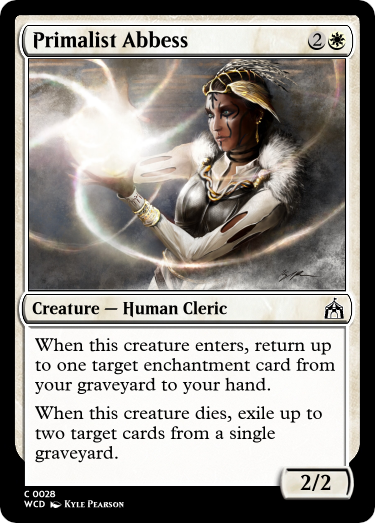 Primalist Abbess 2
Creature — Human Cleric
When this creature enters, return up
to one target enchantment card from
your graveyard to your hand.
When this creature dies, exile up to
two target cards from a single
graveyard.
2/2
C 0028
WCD Kyle Pearson